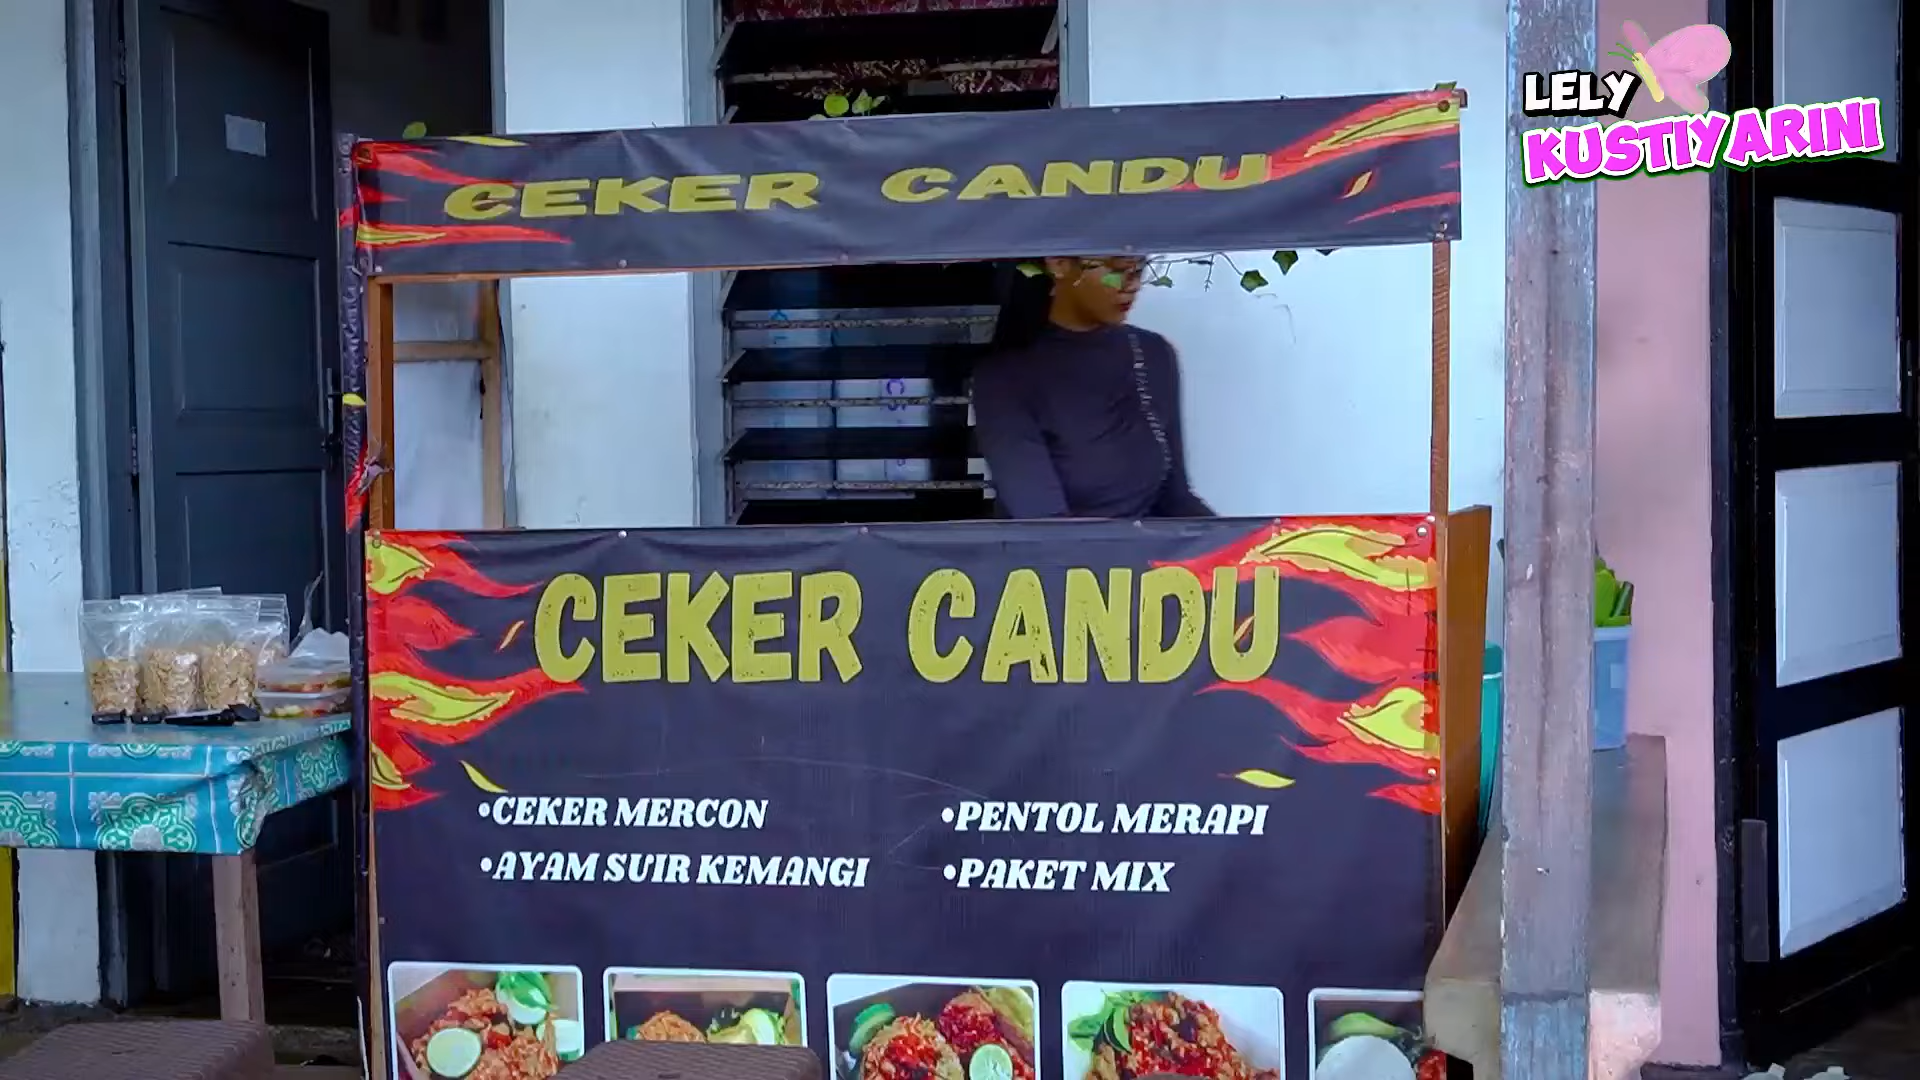 LELY
KUSTIYARINI
CEKER CANDU
CEKER CANDU
•CEKER MERCON
•AYAM SUIR KEMANGI
•PENTOL MERAPI
•PAKET MIX